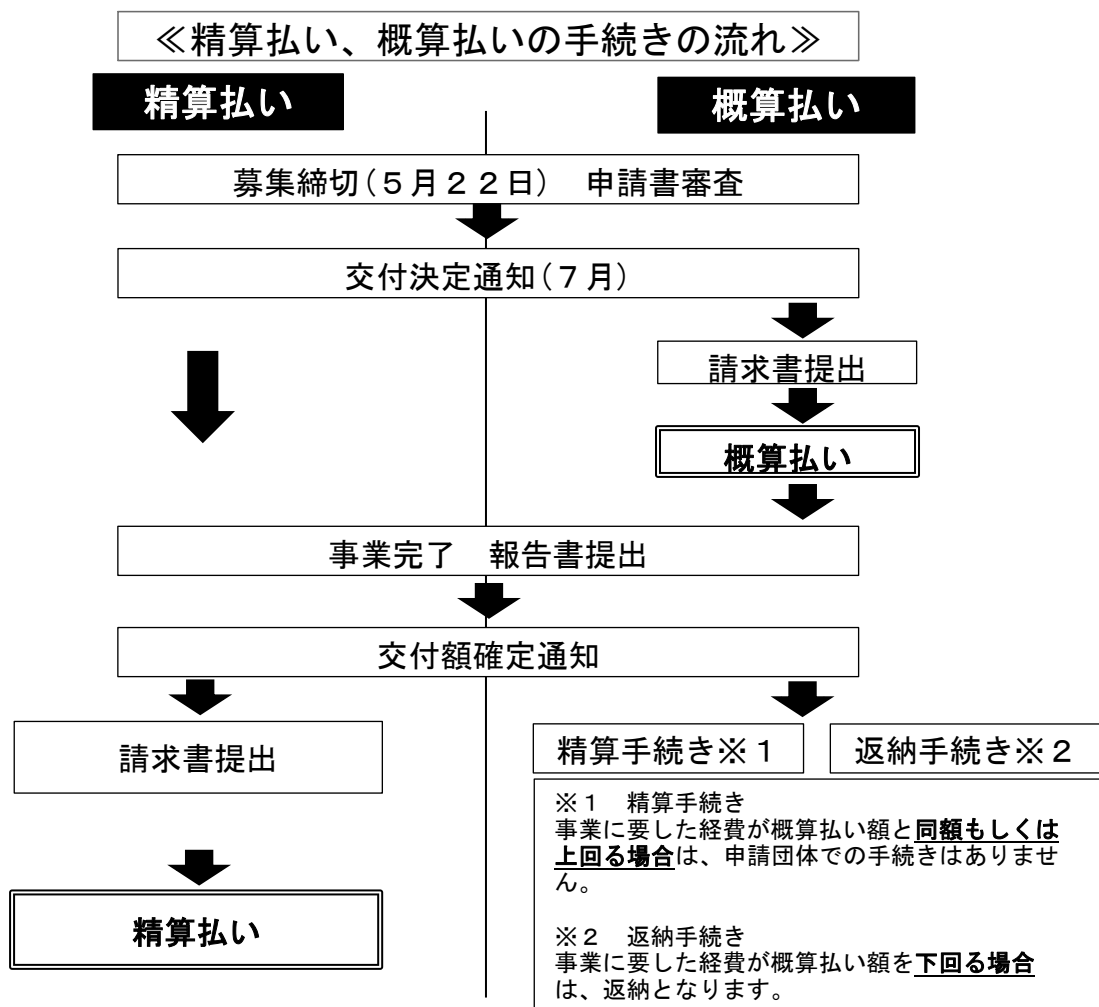 ≪精算払い、概算払いの手続きの流れ≫
精算払い
概算払い
募集締切(５月２２日)　申請書審査
交付決定通知(７月)
請求書提出
概算払い
事業完了　報告書提出
交付額確定通知
請求書提出
精算払い
精算手続き※１
返納手続き※２
※１　精算手続き
事業に要した経費が概算払い額と同額もしくは
上回る場合は、申請団体での手続きはありませ
ん。
※２　返納手続き
事業に要した経費が概算払い額を下回る場合
は、返納となります。